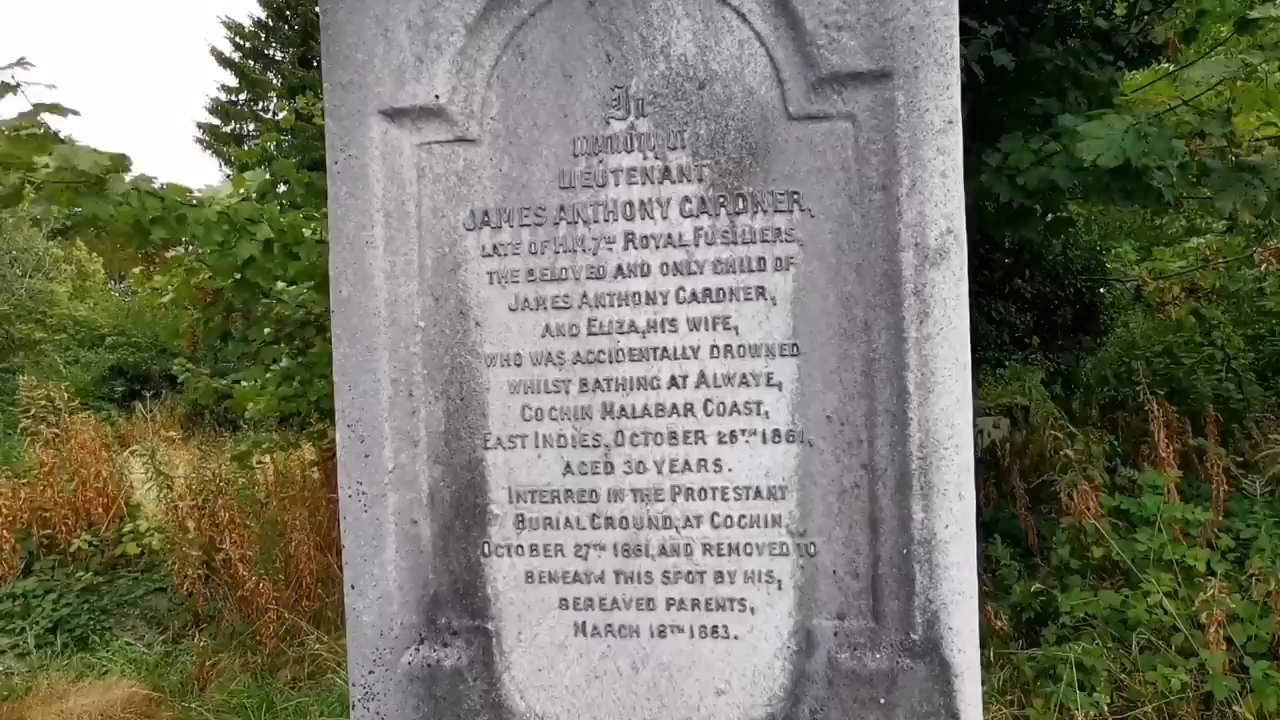 In
memory of
LIEUTENANT
JAMES ANTHONY GARDNER,
LATE OF H.M. 7TH ROYAL FUSILIERS,
THE BELOVED AND ONLY CHILD OF
JAMES ANTHONY GARDNER,
AND ELIZA, HIS WIFE,
WHO WAS ACCIDENTALLY DROWNED
WHILST BATHING AT ALWAYE,
COCHIN MALABAR COAST,
EAST INDIES, OCTOBER 26TH 1861,
AGED 30 YEARS.
INTERRED IN THE PROTESTANT
BURIAL GROUND, AT COCHIN,
OCTOBER 27TH 1861, AND REMOVED TO
BENEATH THIS SPOT BY HIS,
BEREAVED PARENTS,
MARCH 18TH 1863.